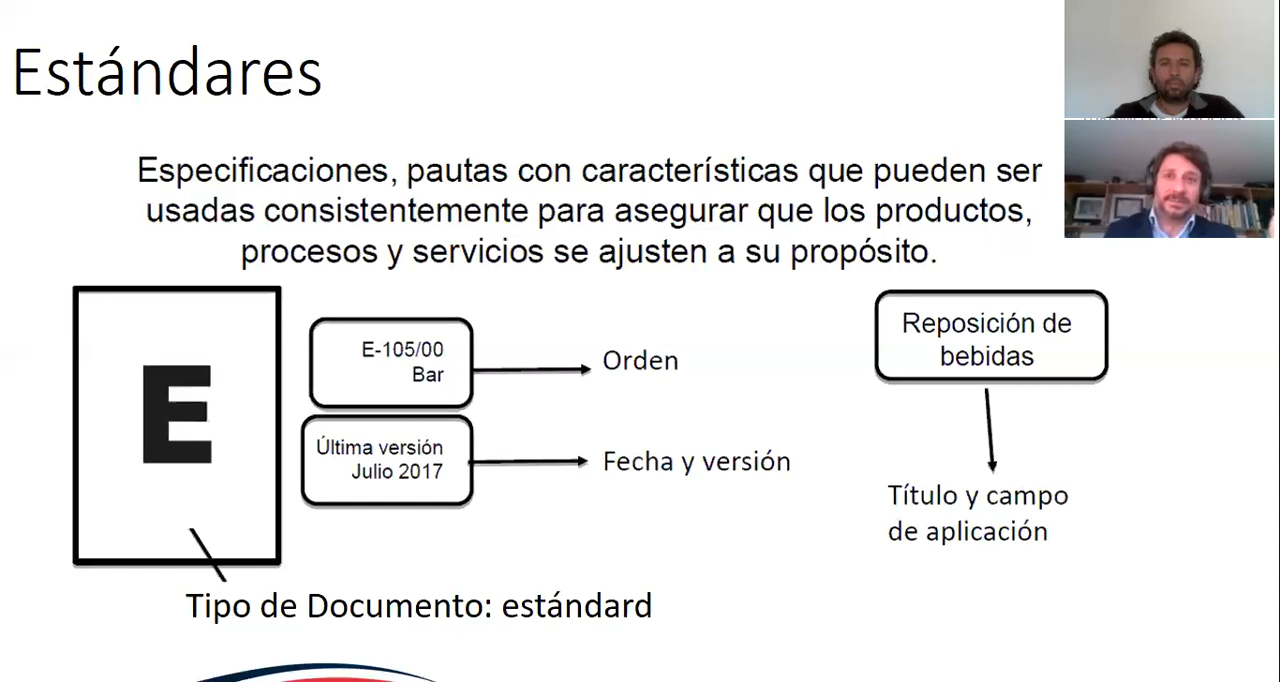 Estándares
Especificaciones, pautas con características que pueden ser
usadas consistentemente para asegurar que los productos,
procesos y servicios se ajusten a su propósito.
E
E-105/00
Bar
Orden
Última versión
Julio 2017
Fecha y versión
Reposición de
bebidas
Título y campo
de aplicación
Tipo de Documento: estándard